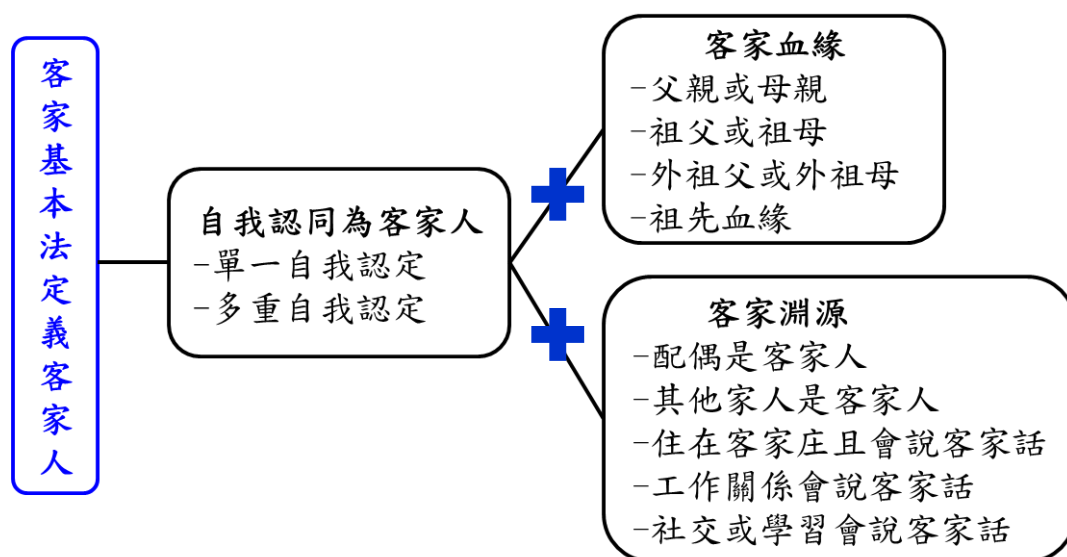 客家基本法定義客家人
自我認同為客家人
-單一自我認定
-多重自我認定
客家血緣
-父親或母親
-祖父或祖母
-外祖父或外祖母
-祖先血緣
客家淵源
-配偶是客家人
-其他家人是客家人
-住在客家庄且會說客家話
-工作關係會說客家話
-社交或學習會說客家話